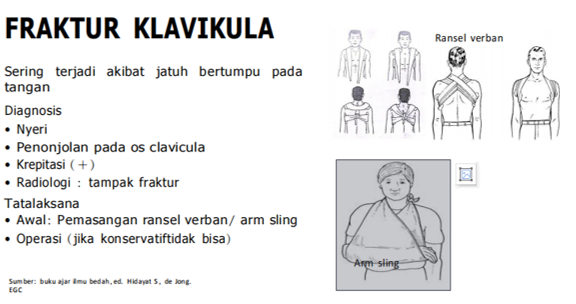 FRAKTUR KLAVIKULA
Sering terjadi akibat jatuh bertumpu pada
tangan
Diagnosis
• Nyeri
• Penonjolan pada os clavicula
• Krepitasi (+)
• Radiologi : tampak fraktur
Tatalaksana
• Awal: Pemasangan ransel verban/ arm sling
• Operasi (jika konservatiftidak bisa)
Sumber: buku ajar ilmu bedah, ed. Hidayat S, de Jong.
EGC
Ransel verban
Arm sling